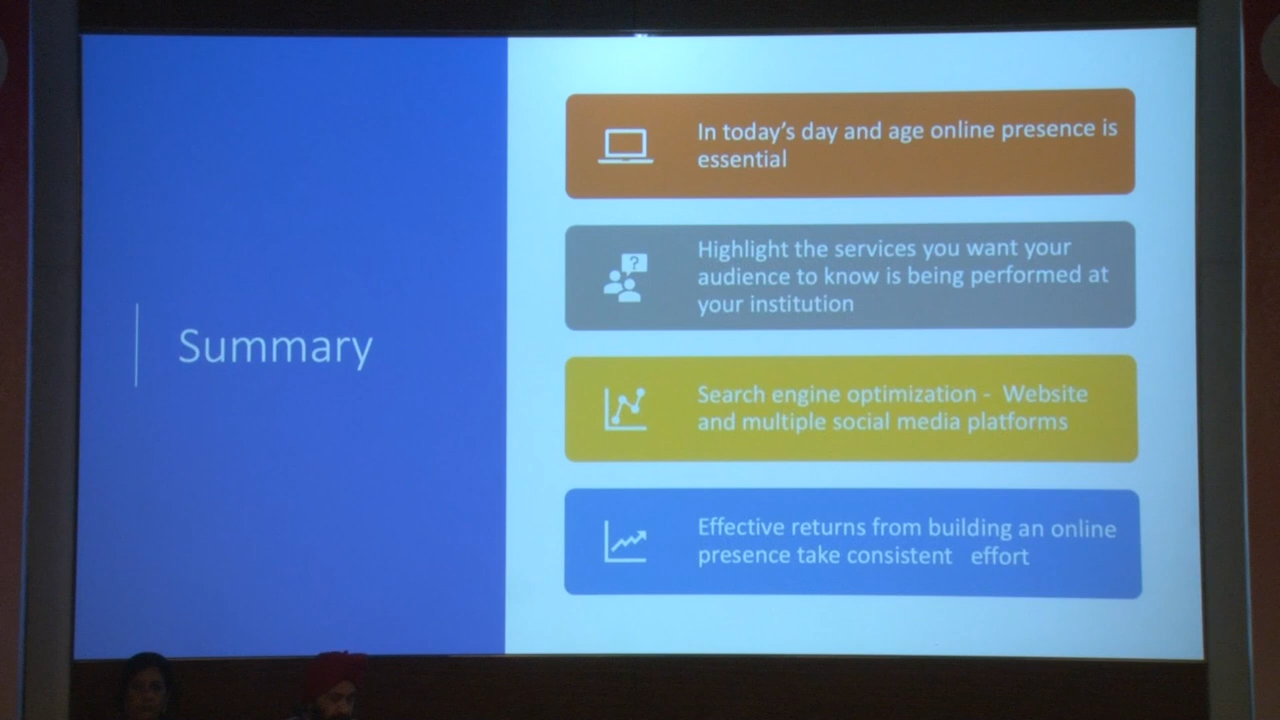 Summary
In today's day and age online presence is
essential
?
Highlight the services you want your
audience to know is being performed at
your institution
Search engine optimization -  Website
and multiple social media platforms
Effective returns from building an online
presence take consistent   effort